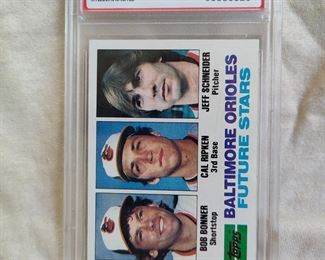 JEFF SCHNEIDER
Pitcher
CAL RIPKEN
3rd Base
BOB BONNER
Shortstop
BALTIMORE ORIOLES
FUTURE STARS
Topps